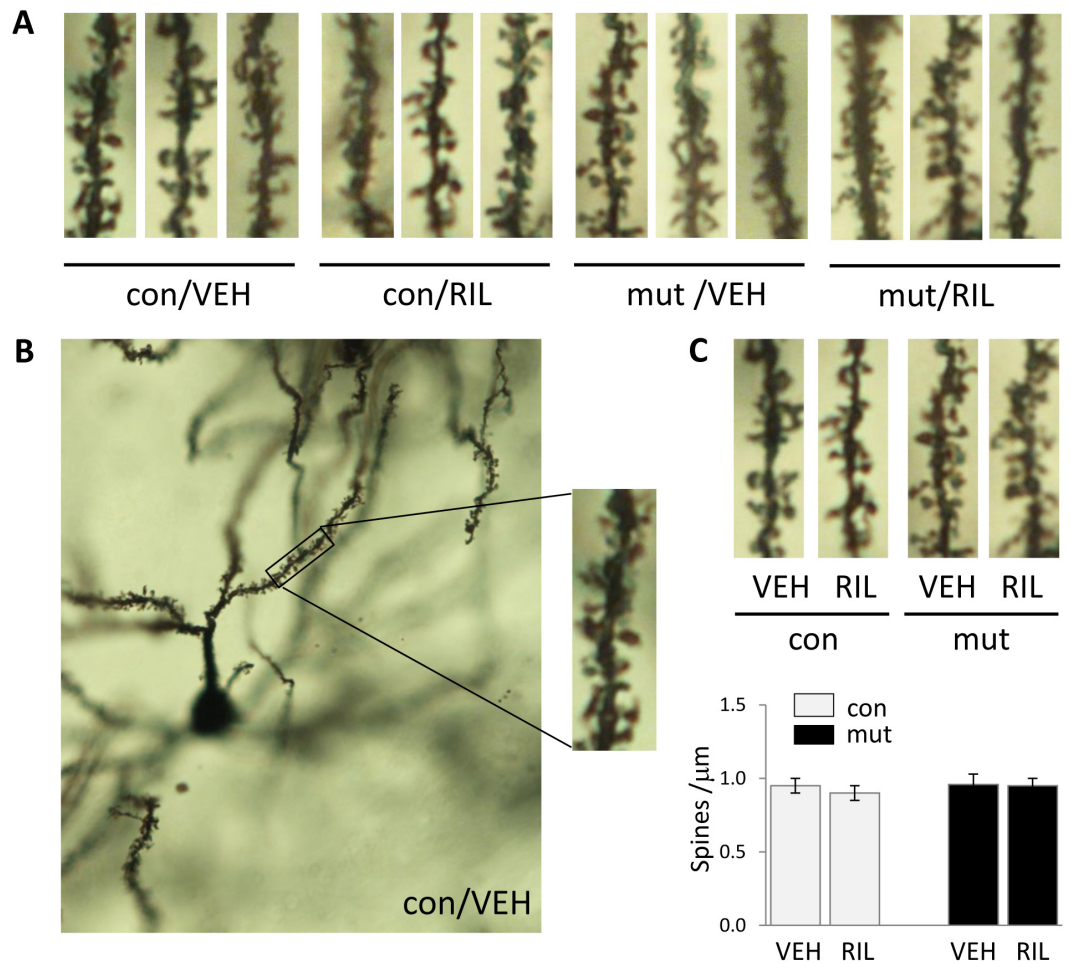 A
con/VEH
con/RIL
mut /VEH
mut/RIL
B
con/VEH
C
VEH RIL VEH RIL
con mut
1.5
1.0
0.5
0.0
Spines /μm
con
mut
VEH RIL VEH RIL